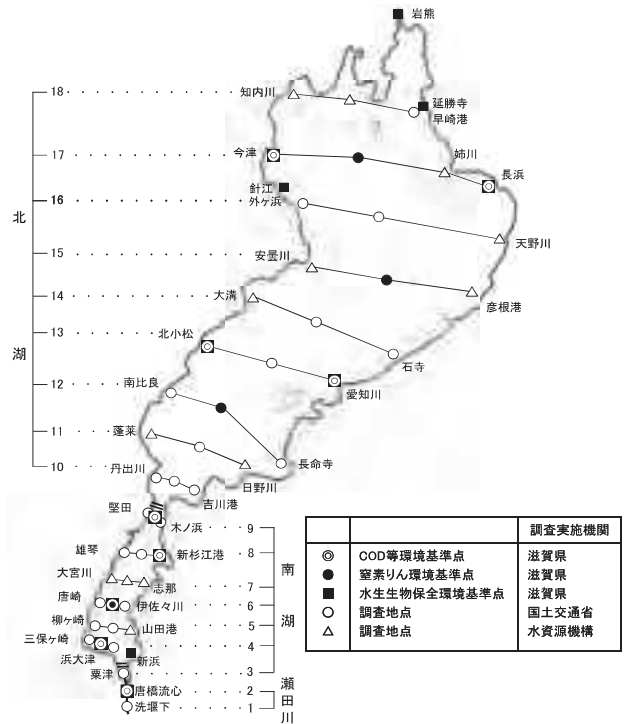 岩熊
18 知内川
延勝寺
早崎港
17 今津
姉川
長浜
針江
16 外ヶ浜
天野川
15 安曇川
14 大溝
彦根港
13 北小松
石寺
12 南比良
愛知川
11 蓬莱
長命寺
10 丹出川
日野川
吉川港
北湖
堅田
木ノ浜 9
雄琴 新杉江港 8
大宮川 志那 7
唐崎 伊佐々川 6
柳ヶ崎 山田港 5
三保ヶ崎 4
浜大津 新浜
粟津 3
唐橋流心 2
洗堰下 1
南湖
瀬田川
調査実施機関
◎ COD等環境基準点 滋賀県
● 窒素りん環境基準点 滋賀県
■ 水生生物保全環境基準点 滋賀県
○ 調査地点 国土交通省
△ 調査地点 水資源機構